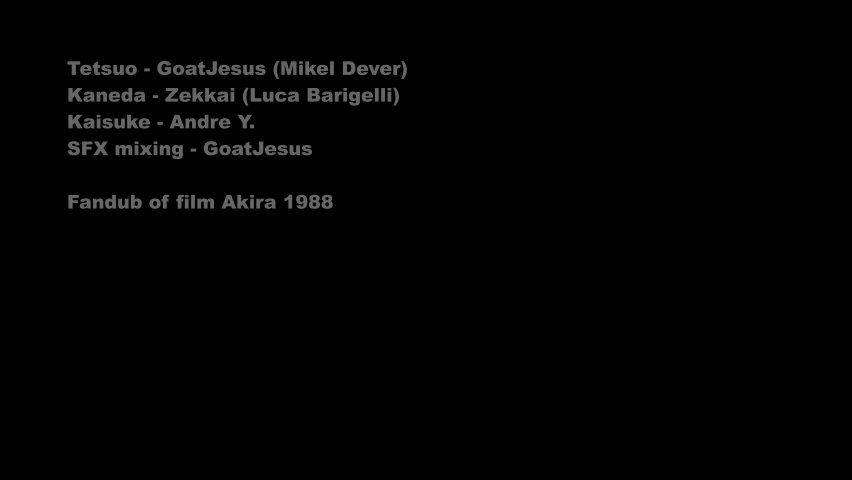 Tetsuo - GoatJesus (Mikel Dever)
Kaneda - Zekkai (Luca Barigelli)
Kaisuke - Andre Y.
SFX mixing - GoatJesus
Fandub of film Akira 1988